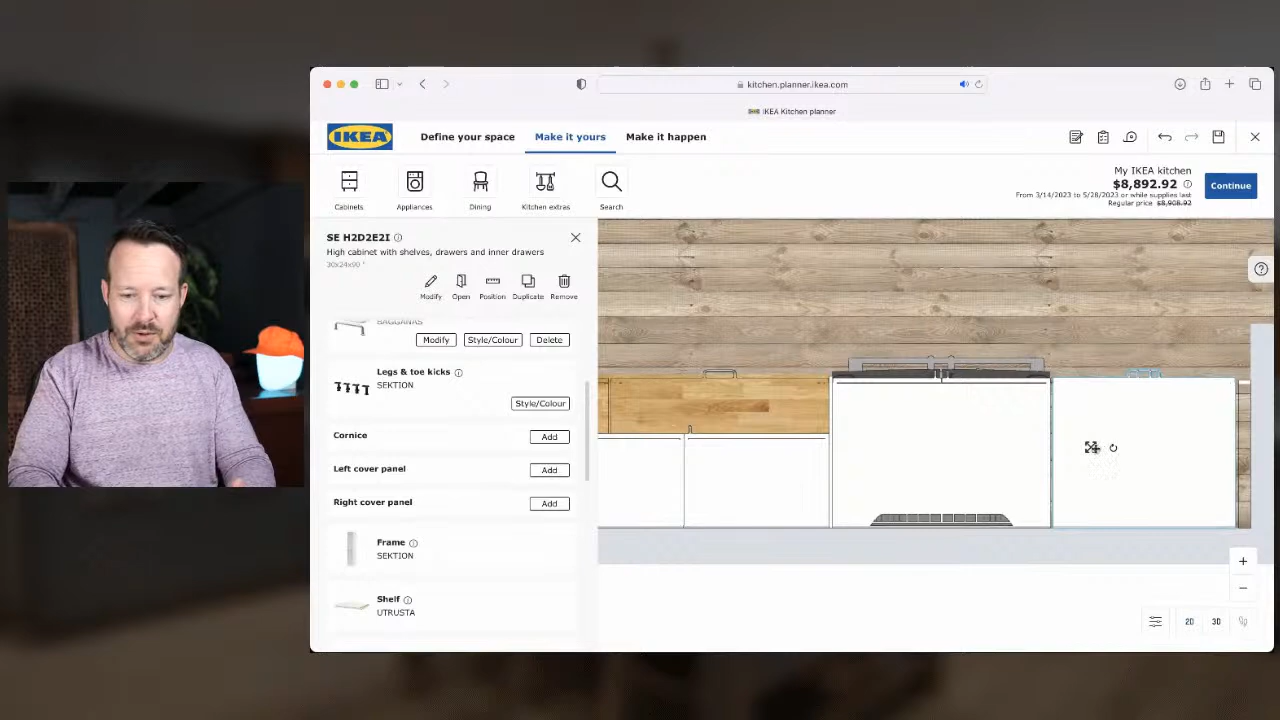 kitchen.planner.ikea.com
IKEA Kitchen planner
IKEA
Define your space
Make it yours
Make it happen
Cabinets
Appliances
Dining
Kitchen extras
Search
My IKEA kitchen
$8,892.92
From 3/14/2023 to 5/28/2023 or while supplies last
Regular price $8,908.92
Continue
SE H2D2E2I
High cabinet with shelves, drawers and inner drawers
30x24x90 "
Modify
Open
Position
Duplicate
Remove
BAGGANÄS
Modify
Style/Colour
Delete
Legs & toe kicks
SEKTION
Style/Colour
Cornice
Add
Left cover panel
Add
Right cover panel
Add
Frame
SEKTION
Shelf
UTRUSTA
2D
3D